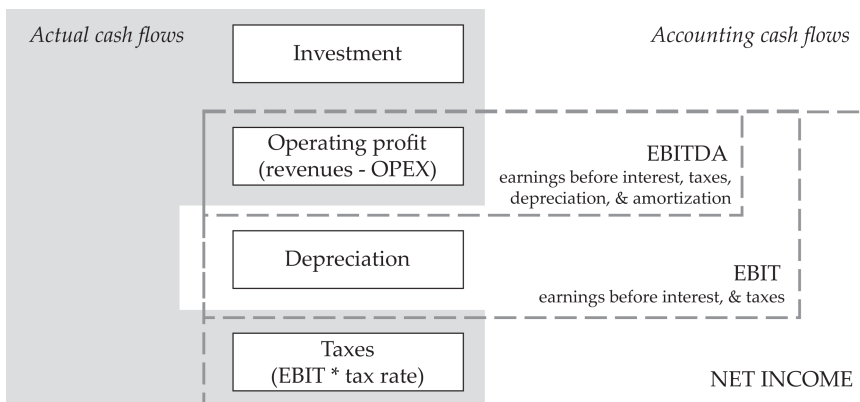 Actual cash flows
Investment
Accounting cash flows
Operating profit
(revenues - OPEX)
EBITDA
earnings before interest, taxes,
depreciation, & amortization
Depreciation
EBIT
earnings before interest, & taxes
Taxes
(EBIT * tax rate)
NET INCOME